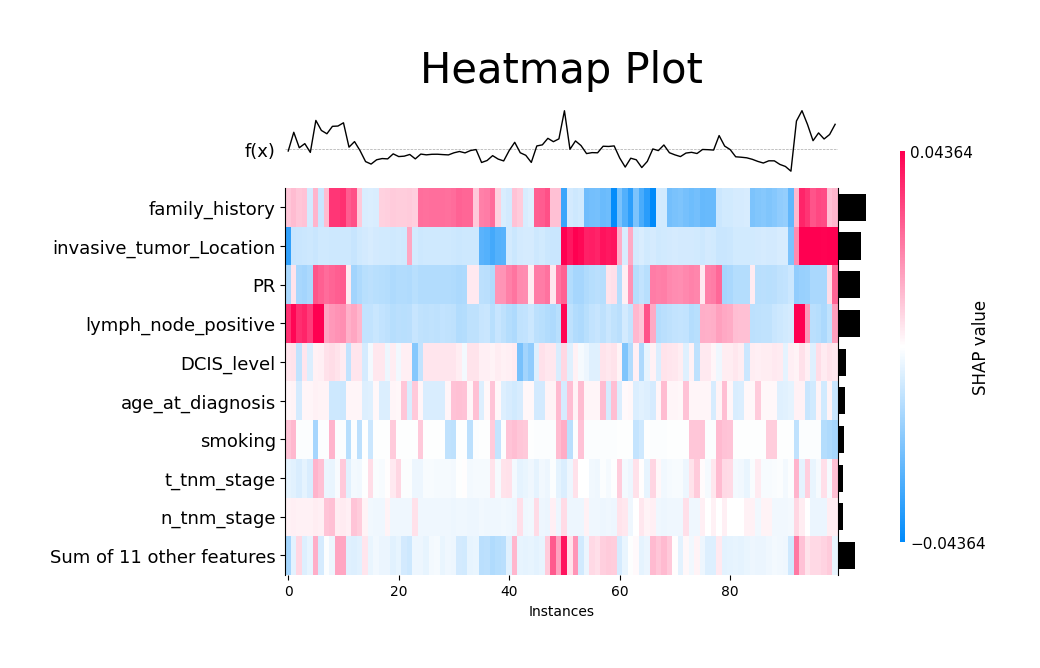 Heatmap Plot
f(x)
family_history
invasive_tumor_Location
PR
lymph_node_positive
DCIS_level
age_at_diagnosis
smoking
t_tnm_stage
n_tnm_stage
Sum of 11 other features
0 20 40 60 80
Instances
0.04364
SHAP value
−0.04364